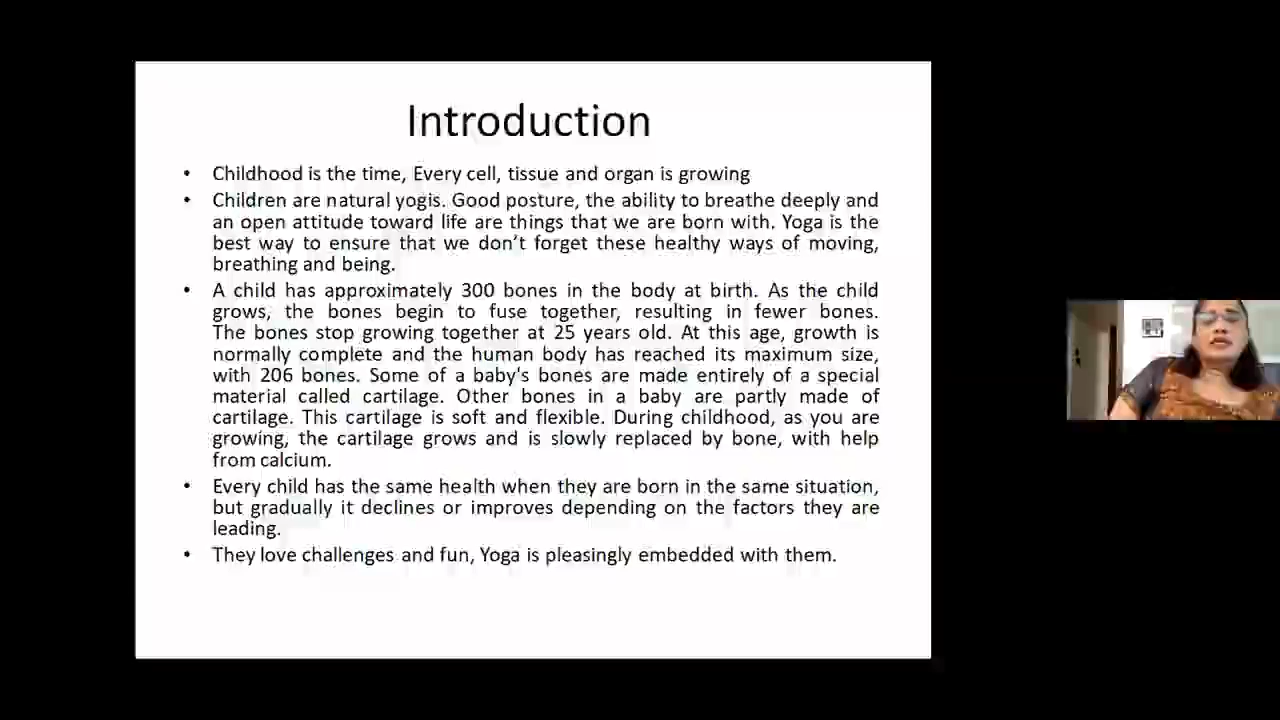 Introduction
• Childhood is the time, Every cell, tissue and organ is growing
• Children are natural yogis. Good posture, the ability to breathe deeply and
an open attitude toward life are things that we are born with. Yoga is the
best way to ensure that we don't forget these healthy ways of moving,
breathing and being.
• A child has approximately 300 bones in the body at birth. As the child
grows, the bones begin to fuse together, resulting in fewer bones.
The bones stop growing together at 25 years old. At this age, growth is
normally complete and the human body has reached its maximum size,
with 206 bones. Some of a baby's bones are made entirely of a special
material called cartilage. Other bones in a baby are partly made of
cartilage. This cartilage is soft and flexible. During childhood, as you are
growing, the cartilage grows and is slowly replaced by bone, with help
from calcium.
• Every child has the same health when they are born in the same situation,
but gradually it declines or improves depending on the factors they are
leading.
• They love challenges and fun, Yoga is pleasingly embedded with them.